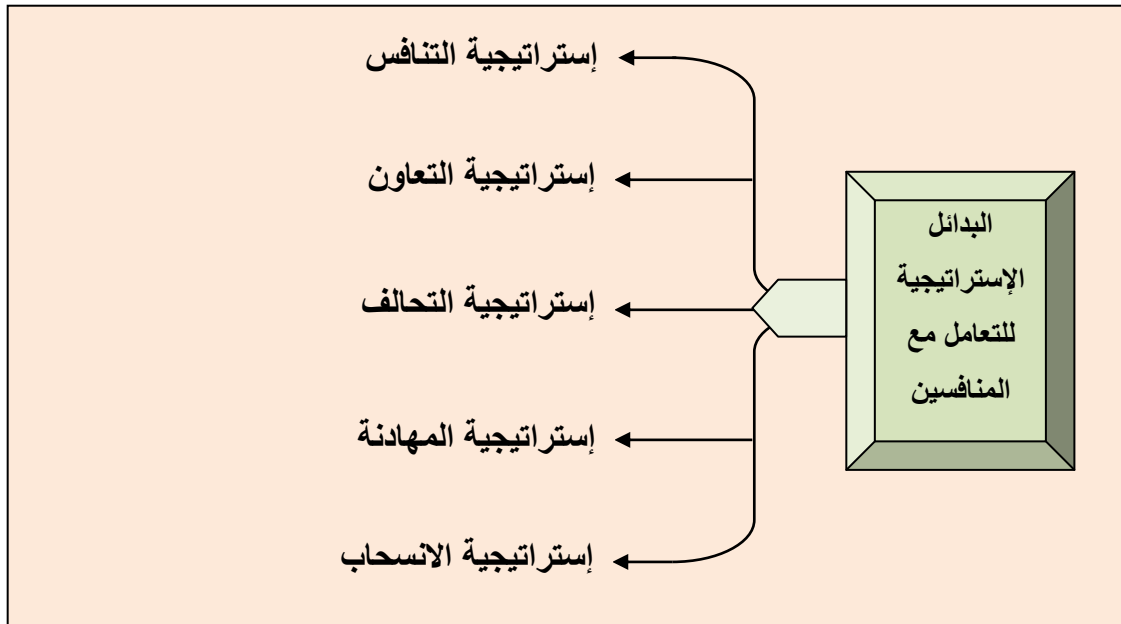 البدائل
الإستراتيجية
للتعامل مع
المنافسين
إستراتيجية التنافس
إستراتيجية التعاون
إستراتيجية التحالف
إستراتيجية المهادنة
إستراتيجية الانسحاب